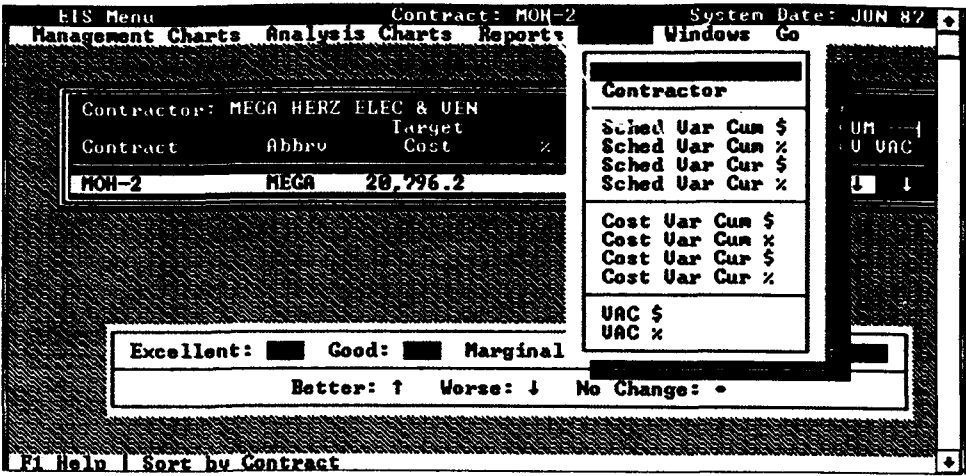 EIS Menu Contract: MOH-2 System Date: JUN 87
Management Charts Analysis Charts Reports Windows Go
Contractor: MEGA HERZ ELEC & VEN
Target
Contract Abbrv Cost %
MOH-2 MEGA 20,796.2 ↓ ↓
Contractor
Sched Var Cum $
Sched Var Cum %
Sched Var Cur $
Sched Var Cur %
Cost Var Cum $
Cost Var Cum %
Cost Var Cur $
Cost Var Cur %
VAC $
VAC %
UM
V VAC
Excellent: Good: Marginal
Better: ↑ Worse: ↓ No Change:
F1 Help | Sort by Contract